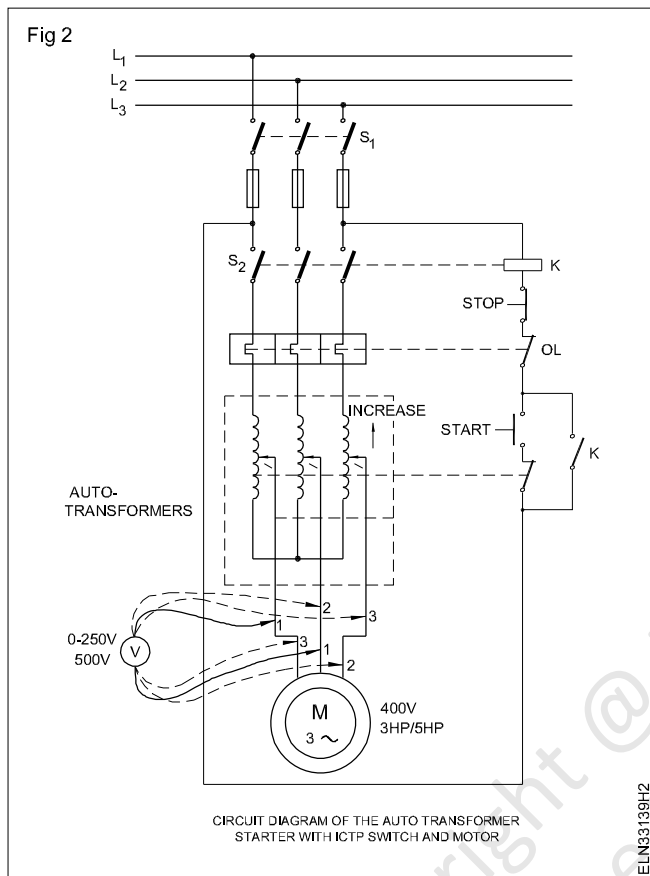 Fig 2
L1
L2
L3
S1
S2
K
STOP
OL
INCREASE
START
K
AUTO-
TRANSFORMERS
2
1
3
3
1
2
0-250V
500V
V
M
3 ~
400V
3HP/5HP
CIRCUIT DIAGRAM OF THE AUTO TRANSFORMER
STARTER WITH ICTP SWITCH AND MOTOR
ELN33139H2
right @